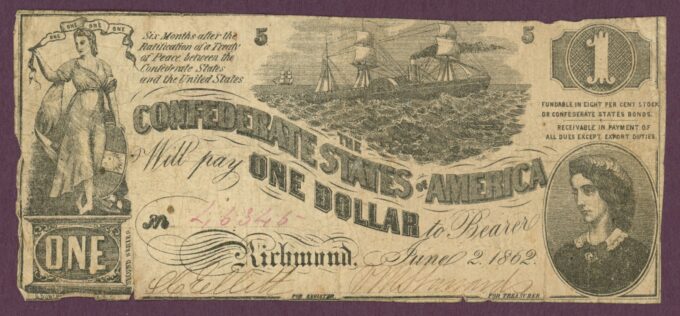 ONE ONE ONE ONE
Six Months after the
Ratification of a Treaty
of Peace between the
Confederate States
and the United States
5
5
1
FUNDABLE IN EIGHT PER CENT STOCK
OR CONFEDERATE STATES BONDS.
RECEIVABLE IN PAYMENT OF
ALL DUES EXCEPT EXPORT DUTIES.
THE
CONFEDERATE STATES OF AMERICA
Will pay ONE DOLLAR to Bearer
No 46345
Richmond, June 2. 1862.
ONE
FOR REGISTER
FOR TREASURER